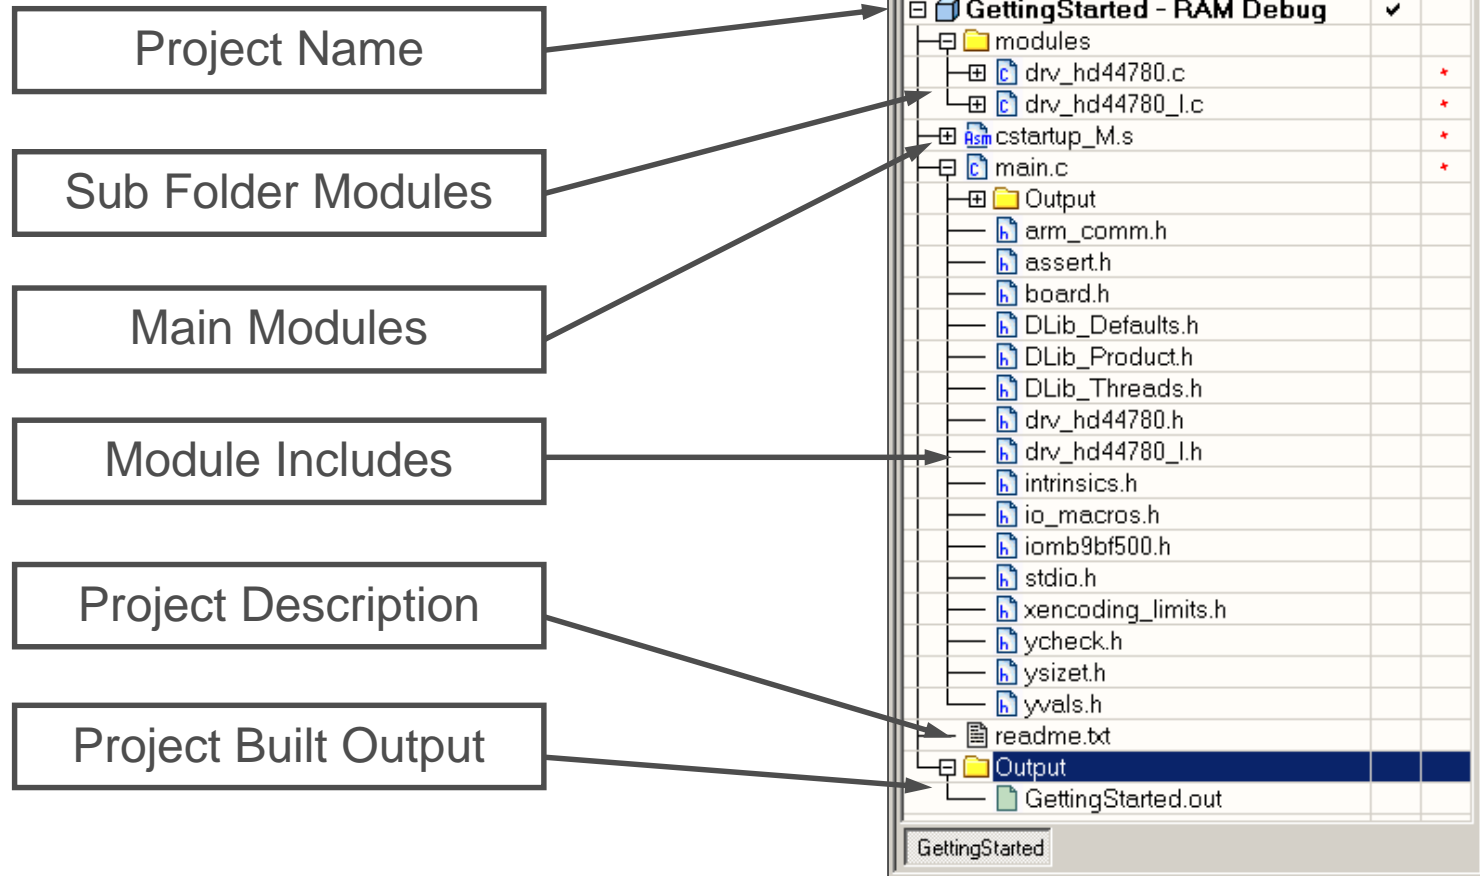 Project Name
Sub Folder Modules
Main Modules
Module Includes
Project Description
Project Built Output
GettingStarted - RAM Debug
modules
drv_hd44780.c
drv_hd44780_l.c
Asm cstartup_M.s
main.c
Output
arm_comm.h
assert.h
board.h
DLib_Defaults.h
DLib_Product.h
DLib_Threads.h
drv_hd44780.h
drv_hd44780_l.h
intrinsics.h
io_macros.h
iomb9bf500.h
stdio.h
xencoding_limits.h
ycheck.h
ysizet.h
yvals.h
readme.txt
Output
GettingStarted.out
GettingStarted